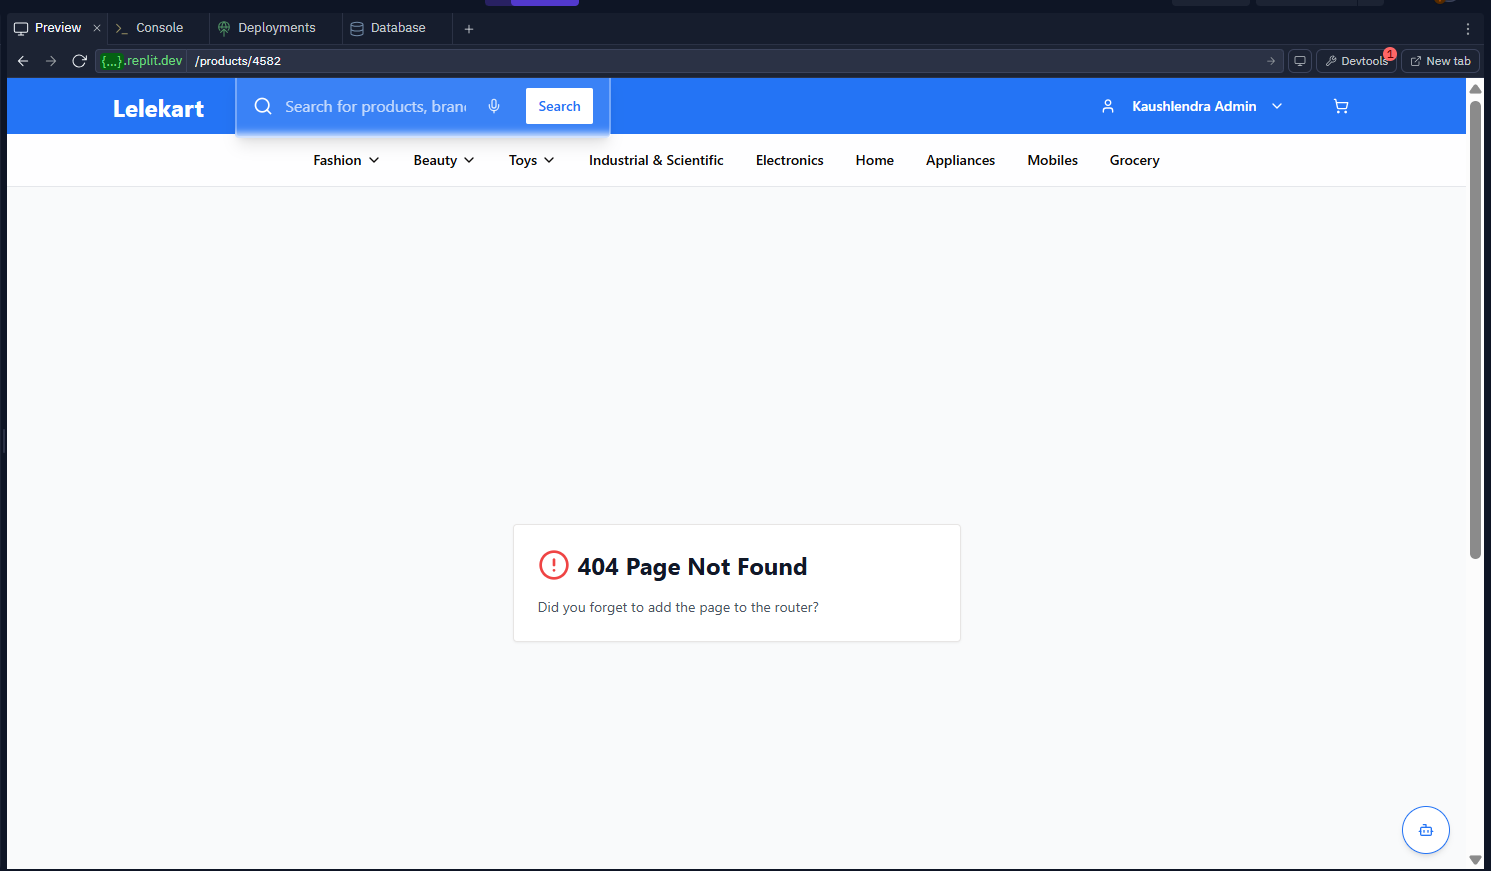 Preview
Console
Deployments
Database
{...}.replit.dev
/products/4582
Devtools
1
New tab
Lelekart
Search for products, bran
Search
Kaushlendra Admin
Fashion
Beauty
Toys
Industrial & Scientific
Electronics
Home
Appliances
Mobiles
Grocery
404 Page Not Found
Did you forget to add the page to the router?